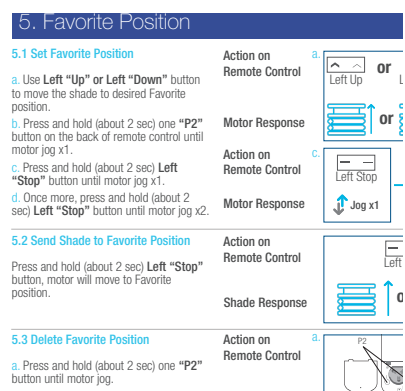 5. Favorite Position
5.1 Set Favorite Position
a. Use Left “Up” or Left “Down” button
to move the shade to desired Favorite
position.
b. Press and hold (about 2 sec) one “P2”
button on the back of remote control until
motor jog x1.
c. Press and hold (about 2 sec) Left
“Stop” button until motor jog x1.
d. Once more, press and hold (about 2
sec) Left “Stop” button until motor jog x2.
Action on
Remote Control
a.
Left Up
or
L
Motor Response
or
Action on
Remote Control
c.
Left Stop
Motor Response
Jog x1
5.2 Send Shade to Favorite Position
Press and hold (about 2 sec) Left “Stop”
button, motor will move to Favorite
position.
Action on
Remote Control
Left
Shade Response
5.3 Delete Favorite Position
a. Press and hold (about 2 sec) one “P2”
button until motor jog.
Action on
Remote Control
a.
P2